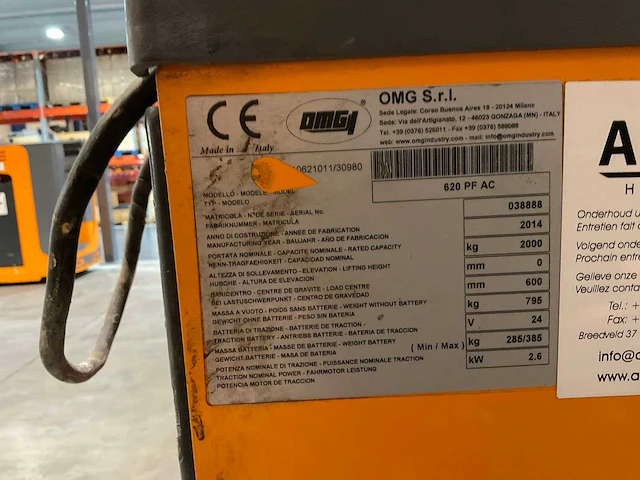 CE
OMGI
OMG S.r.l.
Sede Legale: Corso Buenos Aires 18 - 20124 Milano
Sede: Via dell'Artigianato, 12 - 46023 GONZAGA (MN) - ITALY
Tel. +39 (0376) 526011 - Fax +39 (0376) 588088
web: www.omgindustry.com - mail: info@omgindustry.com
Made in Italy
0621011/30980
MODELLO - MODELE - MODEL
TYP - MODELO
620 PF AC
MATRICOLA - N° DE SERIE - SERIAL No.
FABRIKNUMMER - MATRICULA
038888
ANNO DI COSTRUZIONE - ANNEE DE FABRICATION
MANUFACTURING YEAR - BAUJAHR - AÑO DE FABRICACION
2014
PORTATA NOMINALE - CAPACITE NOMINALE - RATED CAPACITY
NENN-TRAGFAEHIGKEIT - CAPACIDAD NOMINAL
kg 2000
ALTEZZA DI SOLLEVAMENTO - ELEVATION - LIFTING HEIGHT
HUBOHE - ALTURA DE ELEVACION
mm 0
BARICENTRO - CENTRE DE GRAVITE - LOAD CENTRE
BEI LASTUSCHWERPUNKT - CENTRO DE GRAVEDAD
mm 600
MASSA A VUOTO - POIDS SANS BATTERIE - WEIGHT WITHOUT BATTERY
GEWICHT OHNE BATTERIE - PESO SIN BATERIA
kg 795
BATTERIA DI TRAZIONE - BATTERIE DE TRACTION -
TRACTION BATTERY - ANTRIEBS BATTERIE - BATERIA DE TRACCION
V 24
MASSA BATTERIA - MASSE DE BATTERIE - WEIGHT BATTERY
GEWICHT-BATTERIE - MASA DE BATERIA
( Min / Max ) kg 285/385
POTENZA NOMINALE DI TRAZIONE - PUISSANCE NOMINALE TRACTION
TRACTION NOMINAL POWER - FAHRMOTOR LEISTUNG
POTENCIA MOTOR DE TRACCION
kW 2.6
A
H
Onderhoud
Entretien fait
Volgend onde
Prochain entre
Gelieve onze
Veuillez conta
Tel.:
Fax: +
Breedveld 37
info@
www.a